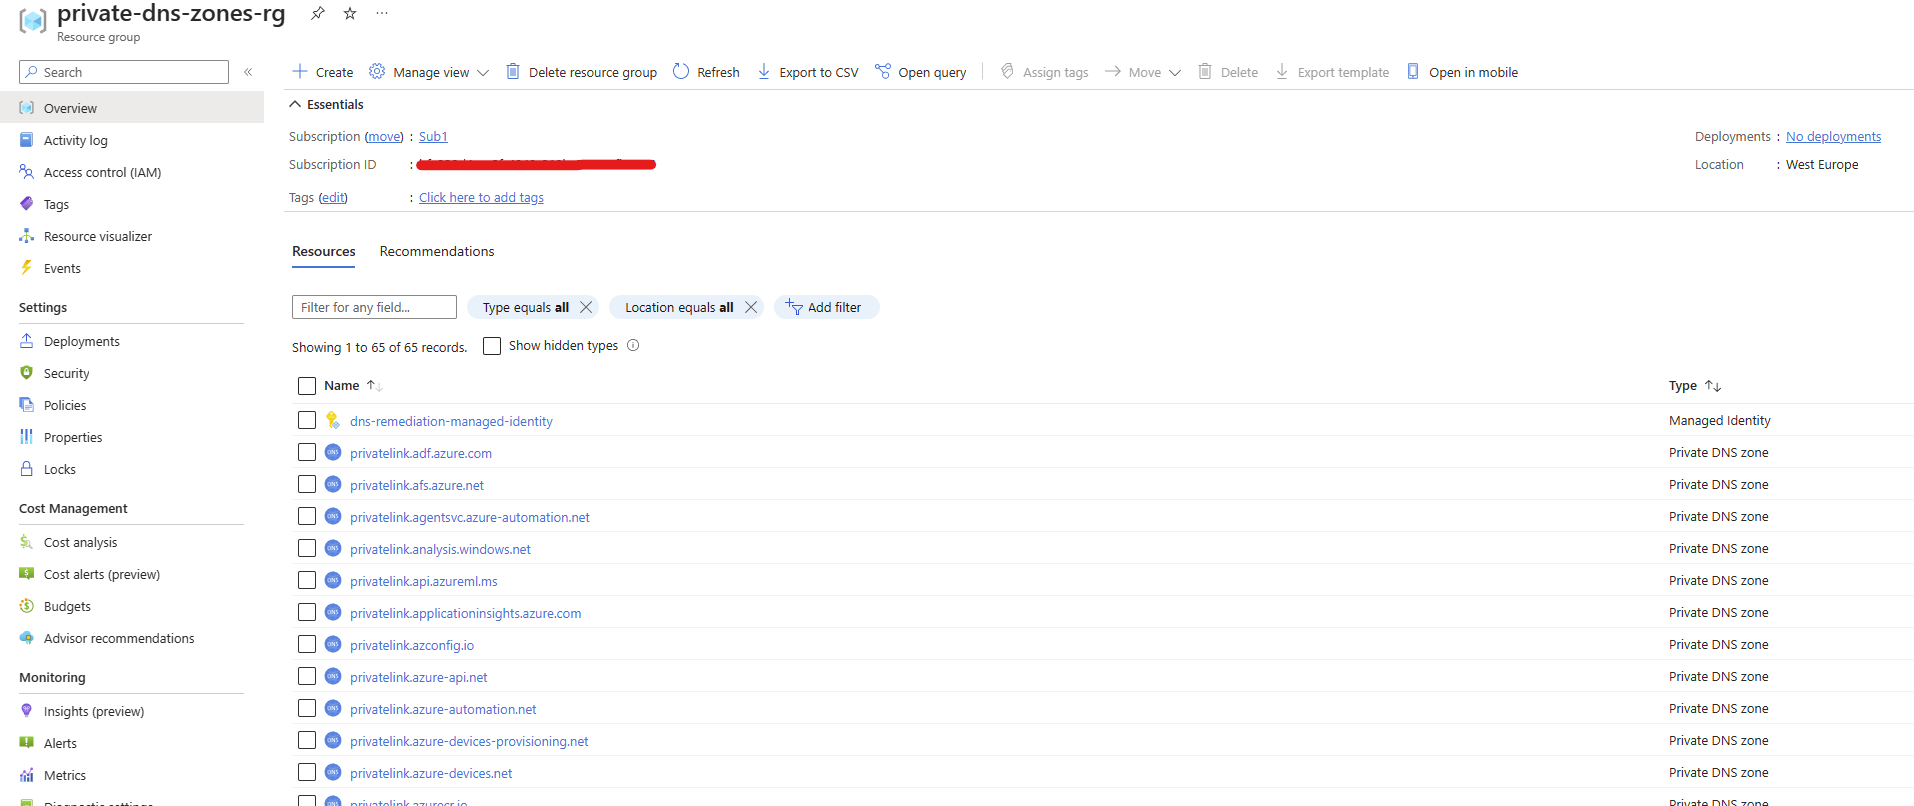 private-dns-zones-rg
Resource group
Search
Overview
Activity log
Access control (IAM)
Tags
Resource visualizer
Events
Settings
Deployments
Security
Policies
Properties
Locks
Cost Management
Cost analysis
Cost alerts (preview)
Budgets
Advisor recommendations
Monitoring
Insights (preview)
Alerts
Metrics
Diagnostic settings
Create Manage view Delete resource group Refresh Export to CSV Open query Assign tags Move Delete Export template Open in mobile
Essentials
Subscription (move) : Sub1
Deployments : No deployments
Subscription ID :
Location : West Europe
Tags (edit) : Click here to add tags
Resources Recommendations
Filter for any field... Type equals all Location equals all Add filter
Showing 1 to 65 of 65 records. Show hidden types
Name Type
dns-remediation-managed-identity Managed Identity
privatelink.adf.azure.com Private DNS zone
privatelink.afs.azure.net Private DNS zone
privatelink.agentsvc.azure-automation.net Private DNS zone
privatelink.analysis.windows.net Private DNS zone
privatelink.api.azureml.ms Private DNS zone
privatelink.applicationinsights.azure.com Private DNS zone
privatelink.azconfig.io Private DNS zone
privatelink.azure-api.net Private DNS zone
privatelink.azure-automation.net Private DNS zone
privatelink.azure-devices-provisioning.net Private DNS zone
privatelink.azure-devices.net Private DNS zone
privatelink.azurecr.io